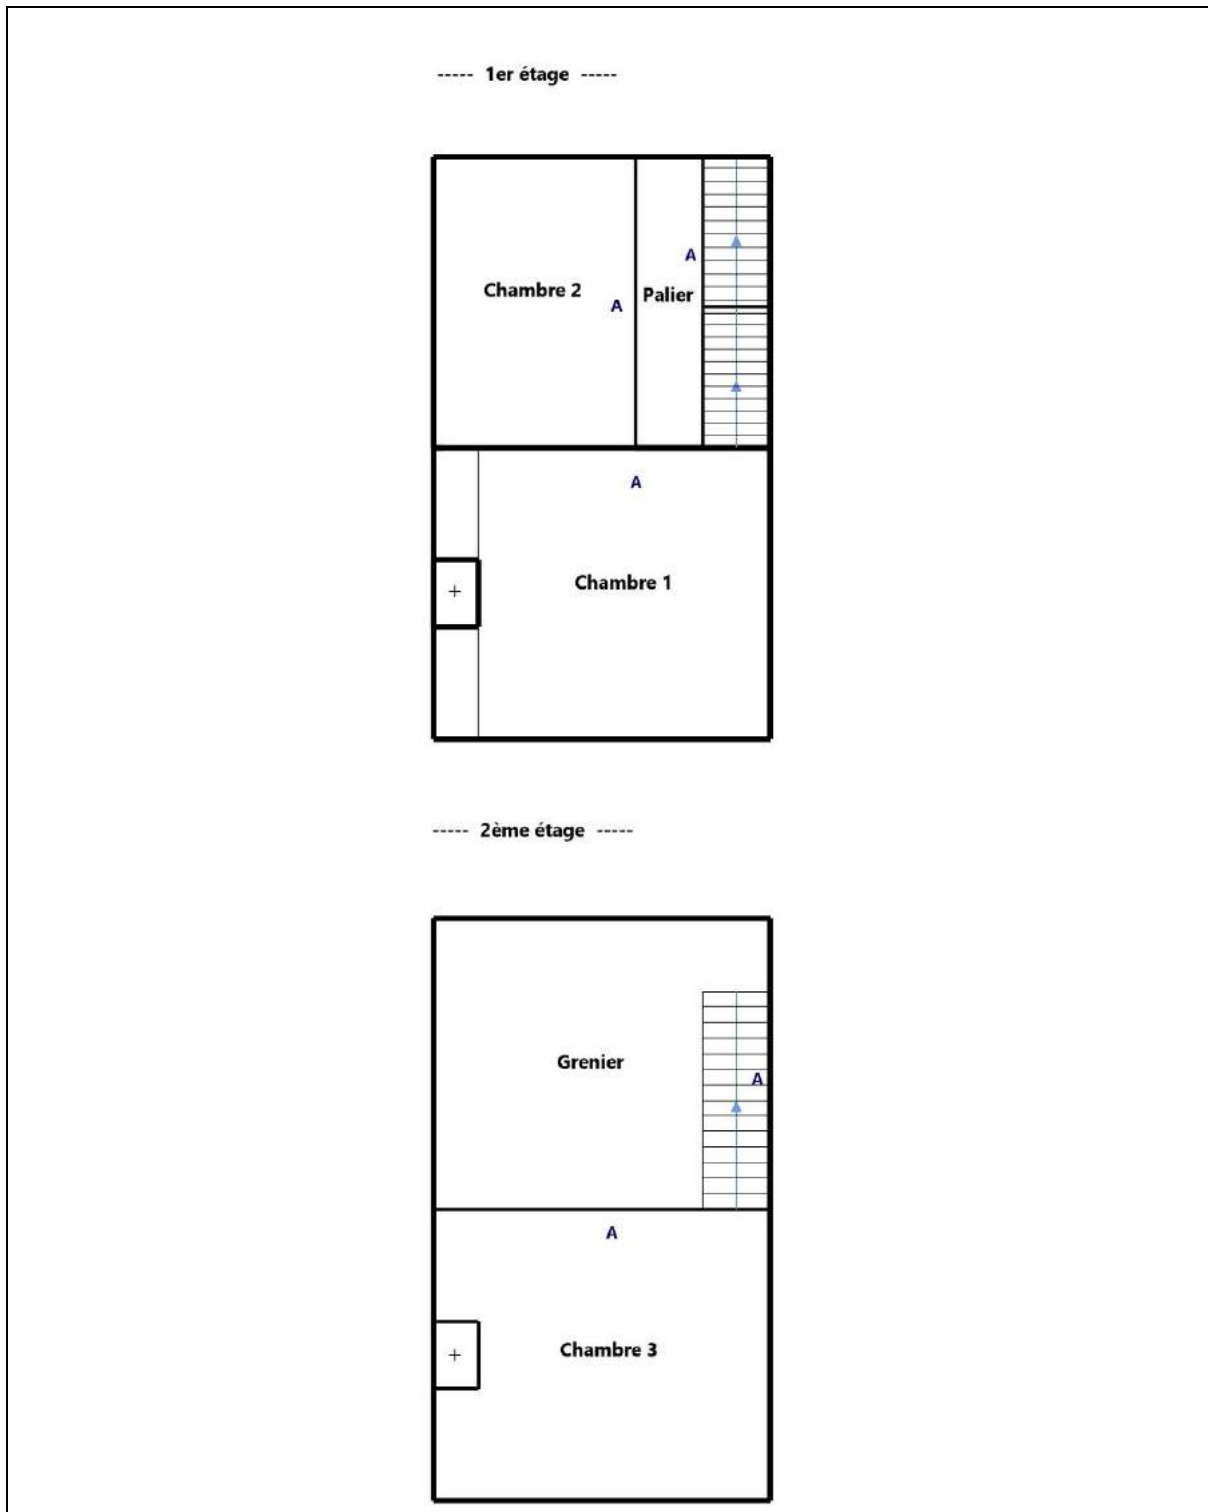 ----- 1er étage -----
A
Chambre 2
A
Palier
A
Chambre 1
+
----- 2ème étage -----
Grenier
A
A
Chambre 3
+